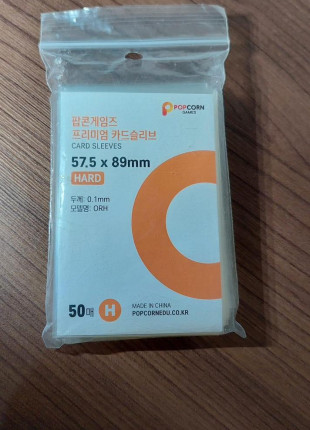 POPCORN
GAMES
팝콘게임즈
프리미엄 카드슬리브
CARD SLEEVES
57.5 x 89mm
HARD
두께: 0.1mm
모델명: ORH
50매
H
MADE IN CHINA
POPCORNEDU.CO.KR